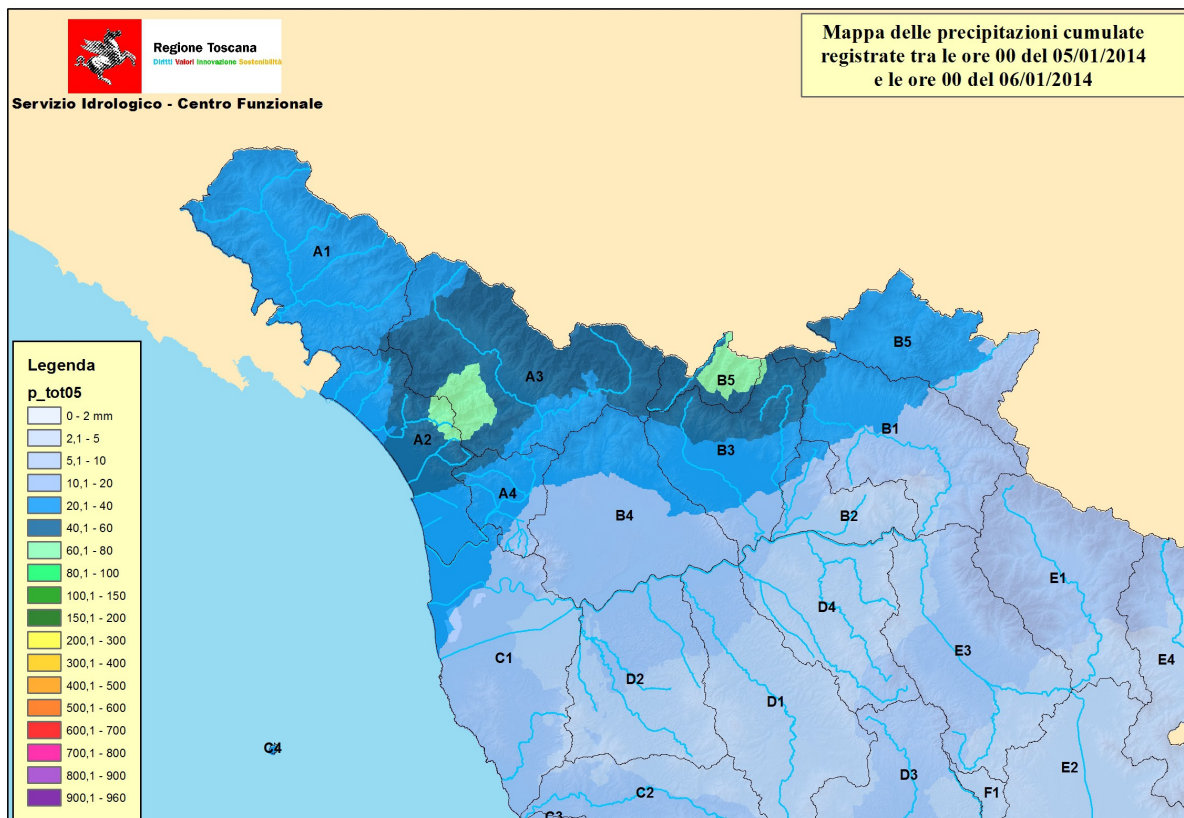 Regione Toscana
Diritti Valori Innovazione Sostenibilità
Servizio Idrologico - Centro Funzionale
Mappa delle precipitazioni cumulate
registrate tra le ore 00 del 05/01/2014
e le ore 00 del 06/01/2014
A1
A3
B5
B5
A2
B1
B3
A4
B4
B2
E1
D4
C1
E3
E4
D2
D1
C4
D3
E2
C2
F1
C3
Legenda
p_tot05
0 - 2 mm
2,1 - 5
5,1 - 10
10,1 - 20
20,1 - 40
40,1 - 60
60,1 - 80
80,1 - 100
100,1 - 150
150,1 - 200
200,1 - 300
300,1 - 400
400,1 - 500
500,1 - 600
600,1 - 700
700,1 - 800
800,1 - 900
900,1 - 960